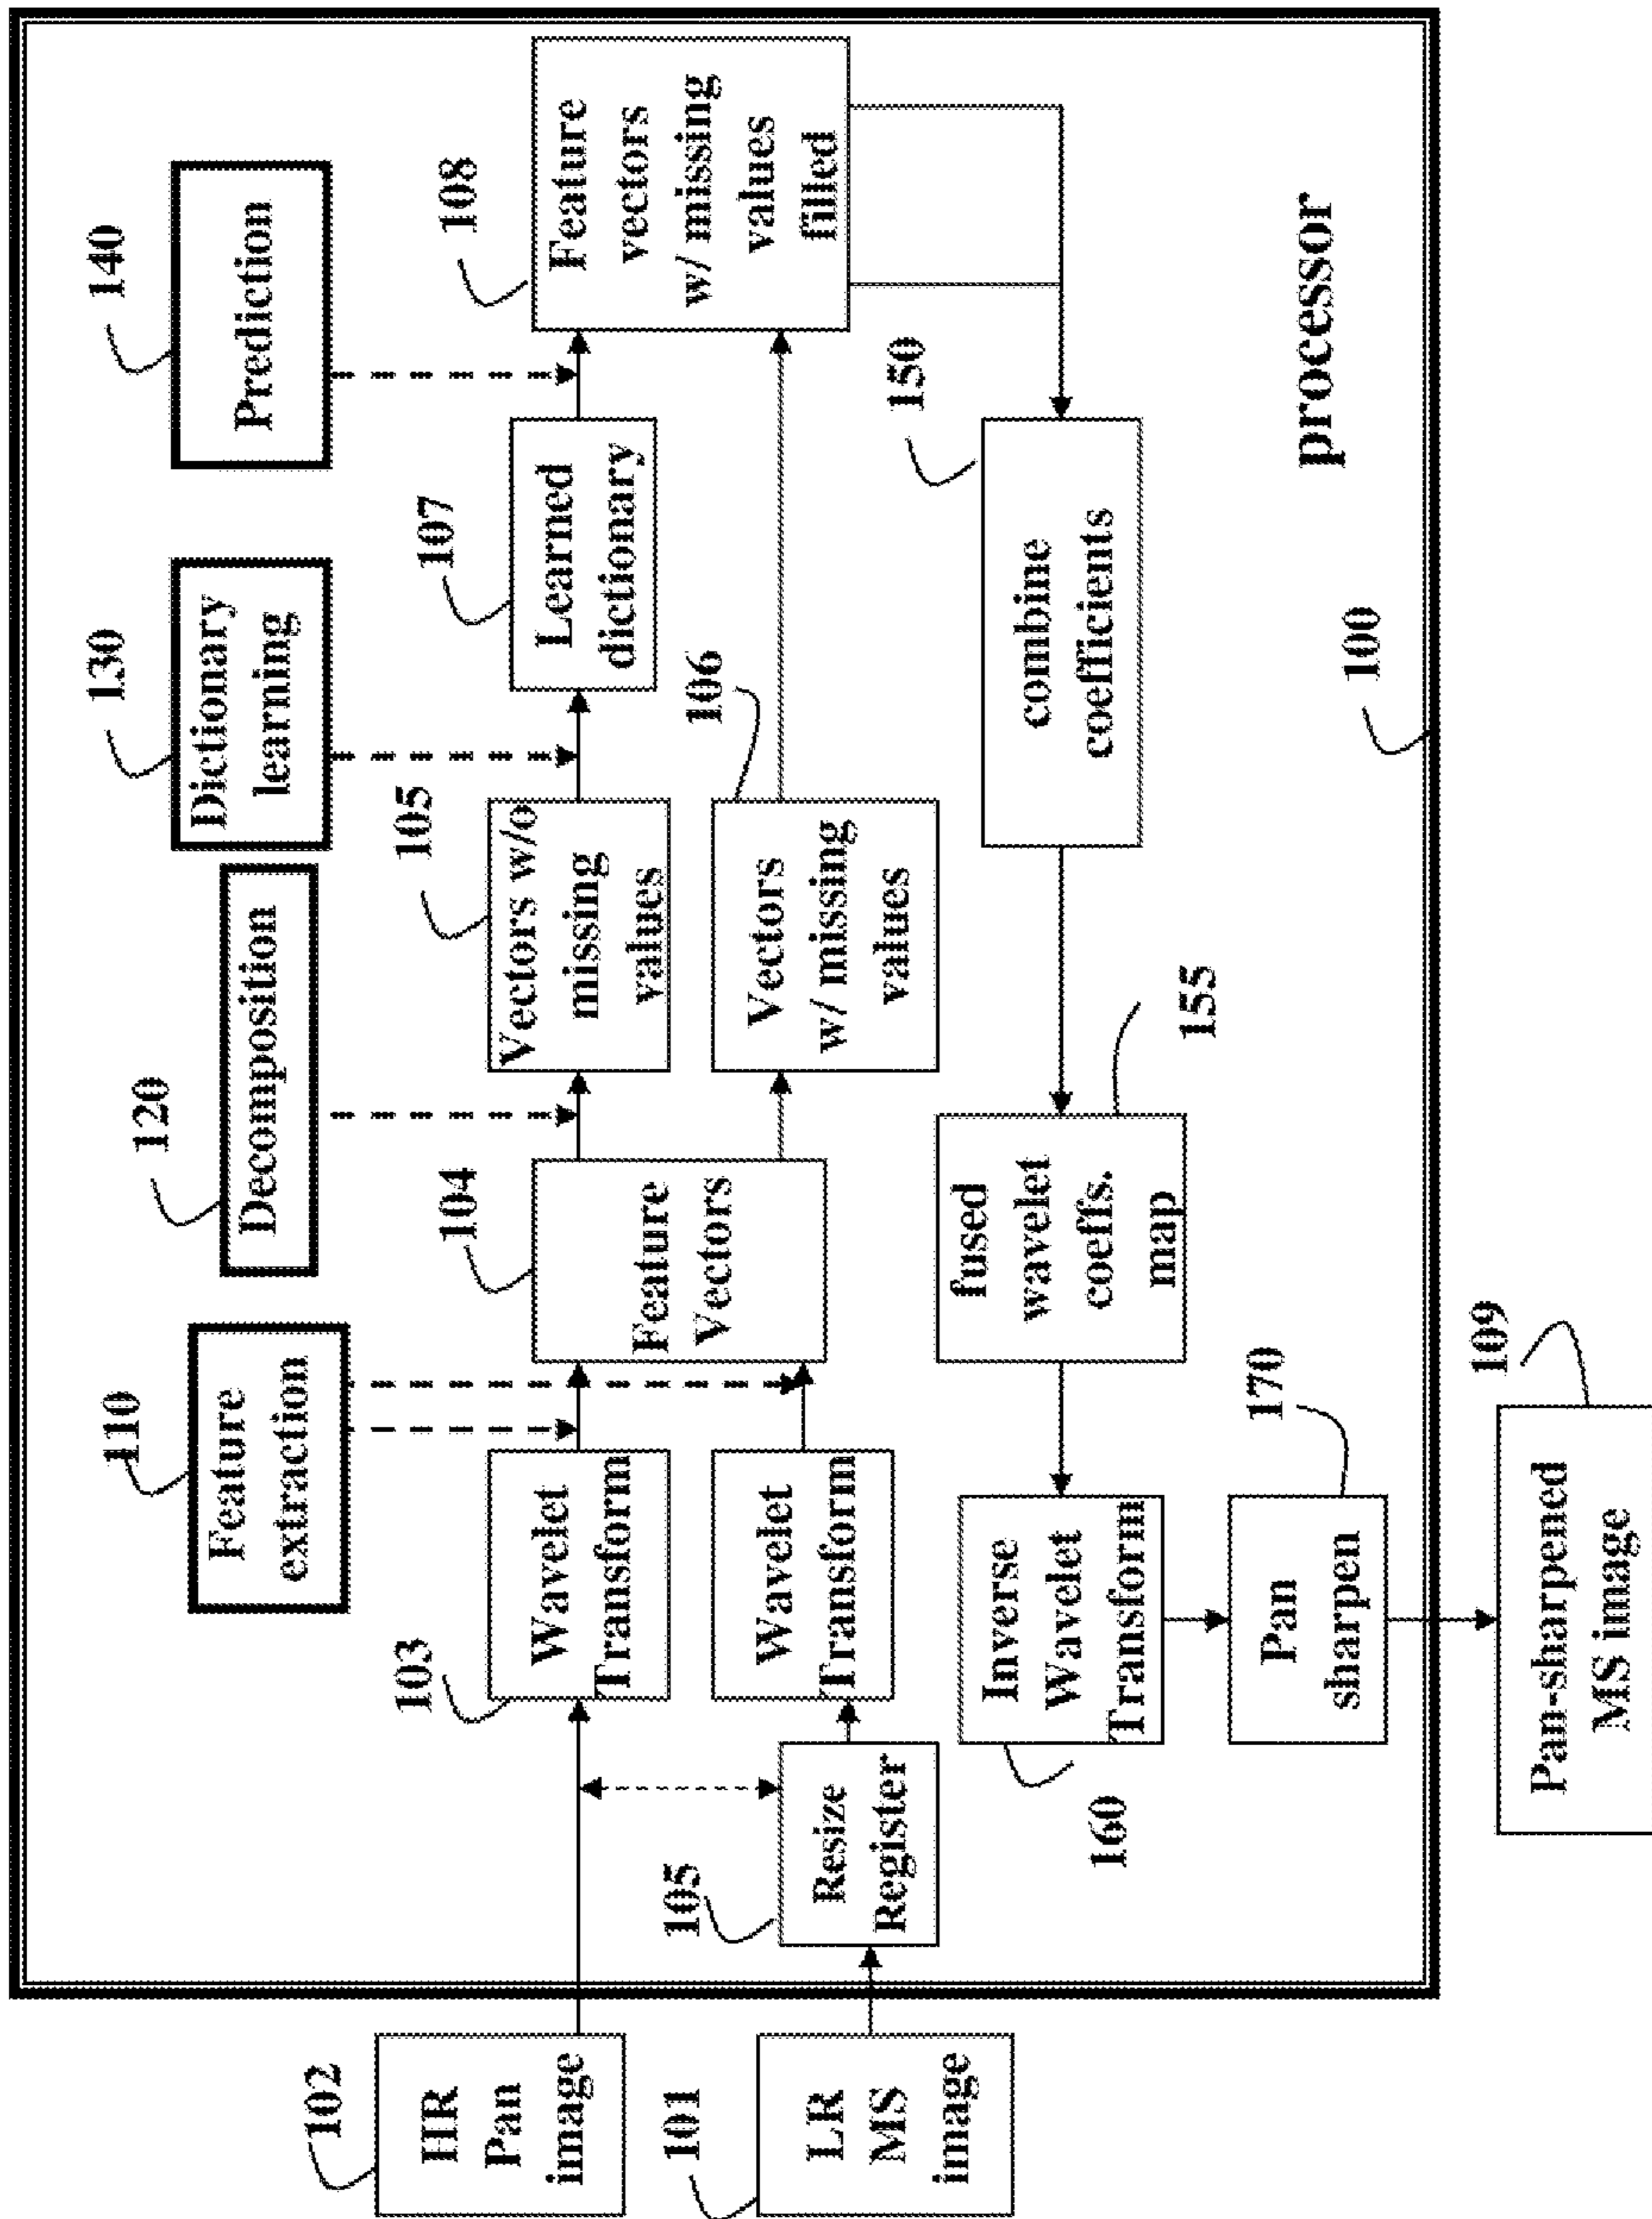 110
Feature
extraction
120
Decomposition
130
Dictionary
learning
140
Prediction
102
HR
Pan
image
103
Wavelet
Transform
104
Feature
Vectors
105
Vectors w/o
missing
values
107
Learned
dictionary
108
Feature
vectors
w/ missing
values
filled
101
LR
MS
image
105
Resize
Register
Wavelet
Transform
106
Vectors
w/ missing
values
160
Inverse
Wavelet
Transform
fused
wavelet
coeffs.
map
155
combine
coefficients
150
170
Pan
sharpen
processor
100
109
Pan-sharpened
MS image